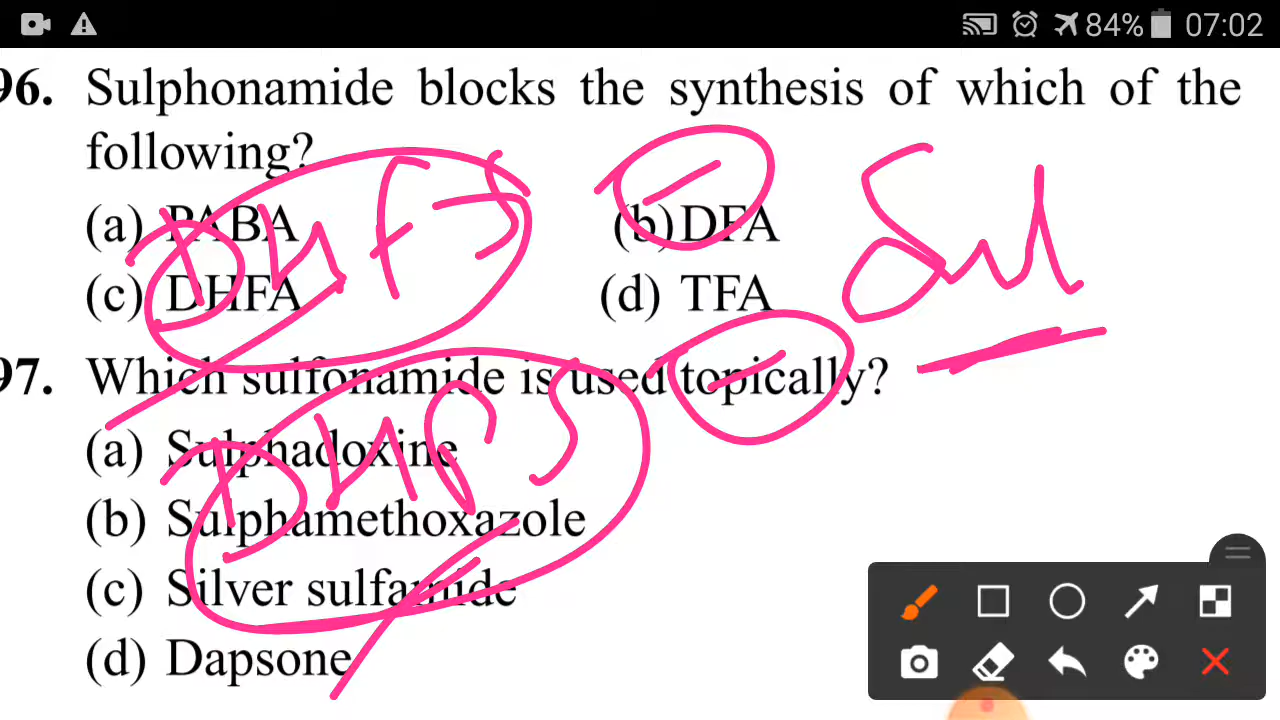 84% 07:02
96. Sulphonamide blocks the synthesis of which of the
following?
(a) PABA (b) DFA
(c) DHFA (d) TFA
DHFS
Sul
97. Which sulfonamide is used topically?
(a) Sulphadoxine
(b) Sulphamethoxazole
(c) Silver sulfamide
(d) Dapsone
DHPS